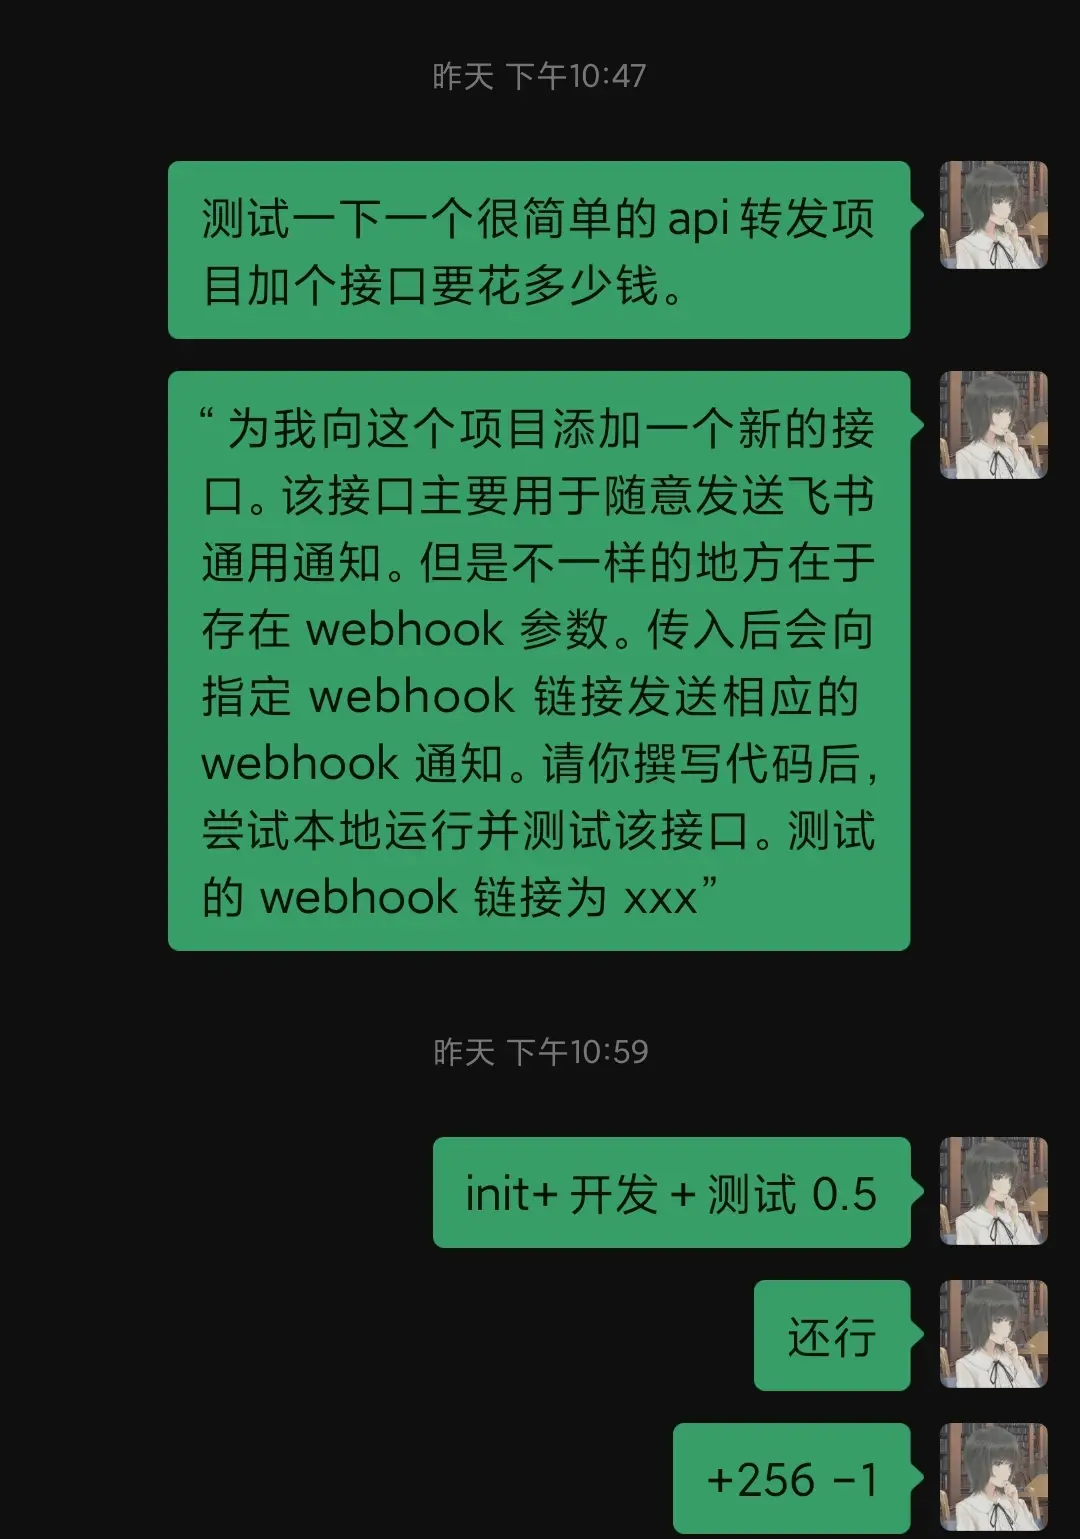 昨天 下午10:47
测试一下一个很简单的api转发项
目加个接口要花多少钱。
“为我向这个项目添加一个新的接
口。该接口主要用于随意发送飞书
通用通知。但是不一样的地方在于
存在 webhook 参数。传入后会向
指定 webhook 链接发送相应的
webhook 通知。请你撰写代码后，
尝试本地运行并测试该接口。测试
的 webhook 链接为 xxx”
昨天 下午10:59
init+开发+测试 0.5
还行
+256 −1